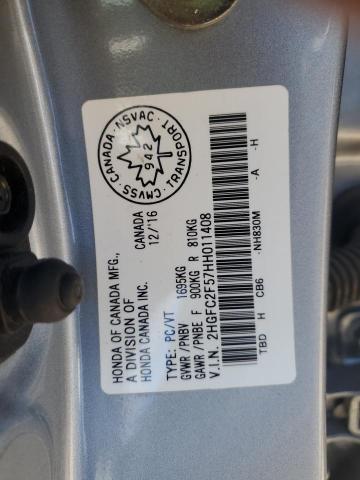 HONDA OF CANADA MFG.,
A DIVISION OF
HONDA CANADA INC.
CANADA
12/'16
CANADA · NSVAC ·
942
CMVSS · TRANSPORT
TYPE: PC/VT
GVWR /PNBV 1695KG
GAWR /PNBE F 900KG R 810KG
V.I.N. 2HGFC2F57HH011408
TBD H CB6 -NH830M -A -H